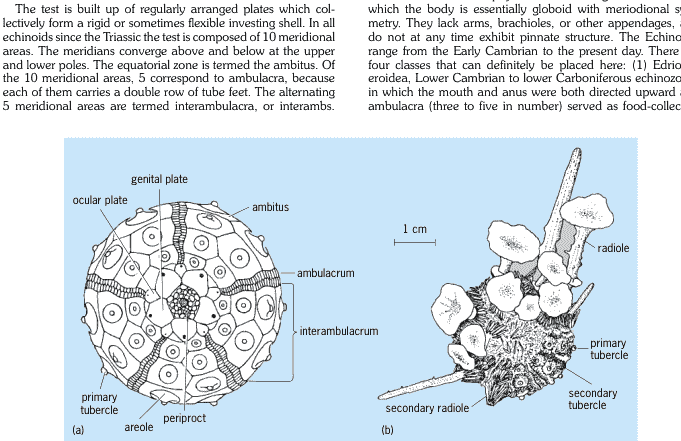 The test is built up of regularly arranged plates which col-
lectively form a rigid or sometimes flexible investing shell. In all
echinoids since the Triassic the test is composed of 10 meridional
areas. The meridians converge above and below at the upper
and lower poles. The equatorial zone is termed the ambitus. Of
the 10 meridional areas, 5 correspond to ambulacra, because
each of them carries a double row of tube feet. The alternating
5 meridional areas are termed interambulacra, or interambs.
which the body is essentially globoid with meriodional sy
metry. They lack arms, brachioles, or other appendages,
do not at any time exhibit pinnate structure. The Echino
range from the Early Cambrian to the present day. There
four classes that can definitely be placed here: (1) Edrio
eroidea, Lower Cambrian to lower Carboniferous echinozo
in which the mouth and anus were both directed upward
ambulacra (three to five in number) served as food-collec
genital plate
ocular plate
ambitus
ambulacrum
interambulacrum
primary
tubercle
areole
periproct
(a)
1 cm
radiole
primary
tubercle
secondary
tubercle
secondary radiole
(b)